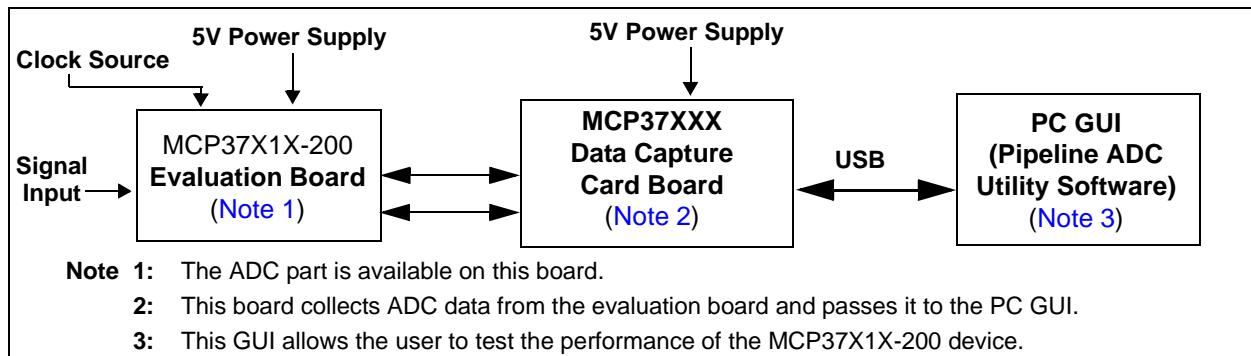 5V Power Supply
5V Power Supply
Clock Source
MCP37X1X-200
Evaluation Board
(Note 1)
Signal
Input
MCP37XXX
Data Capture
Card Board
(Note 2)
USB
PC GUI
(Pipeline ADC
Utility Software)
(Note 3)
Note 1: The ADC part is available on this board.
2: This board collects ADC data from the evaluation board and passes it to the PC GUI.
3: This GUI allows the user to test the performance of the MCP37X1X-200 device.